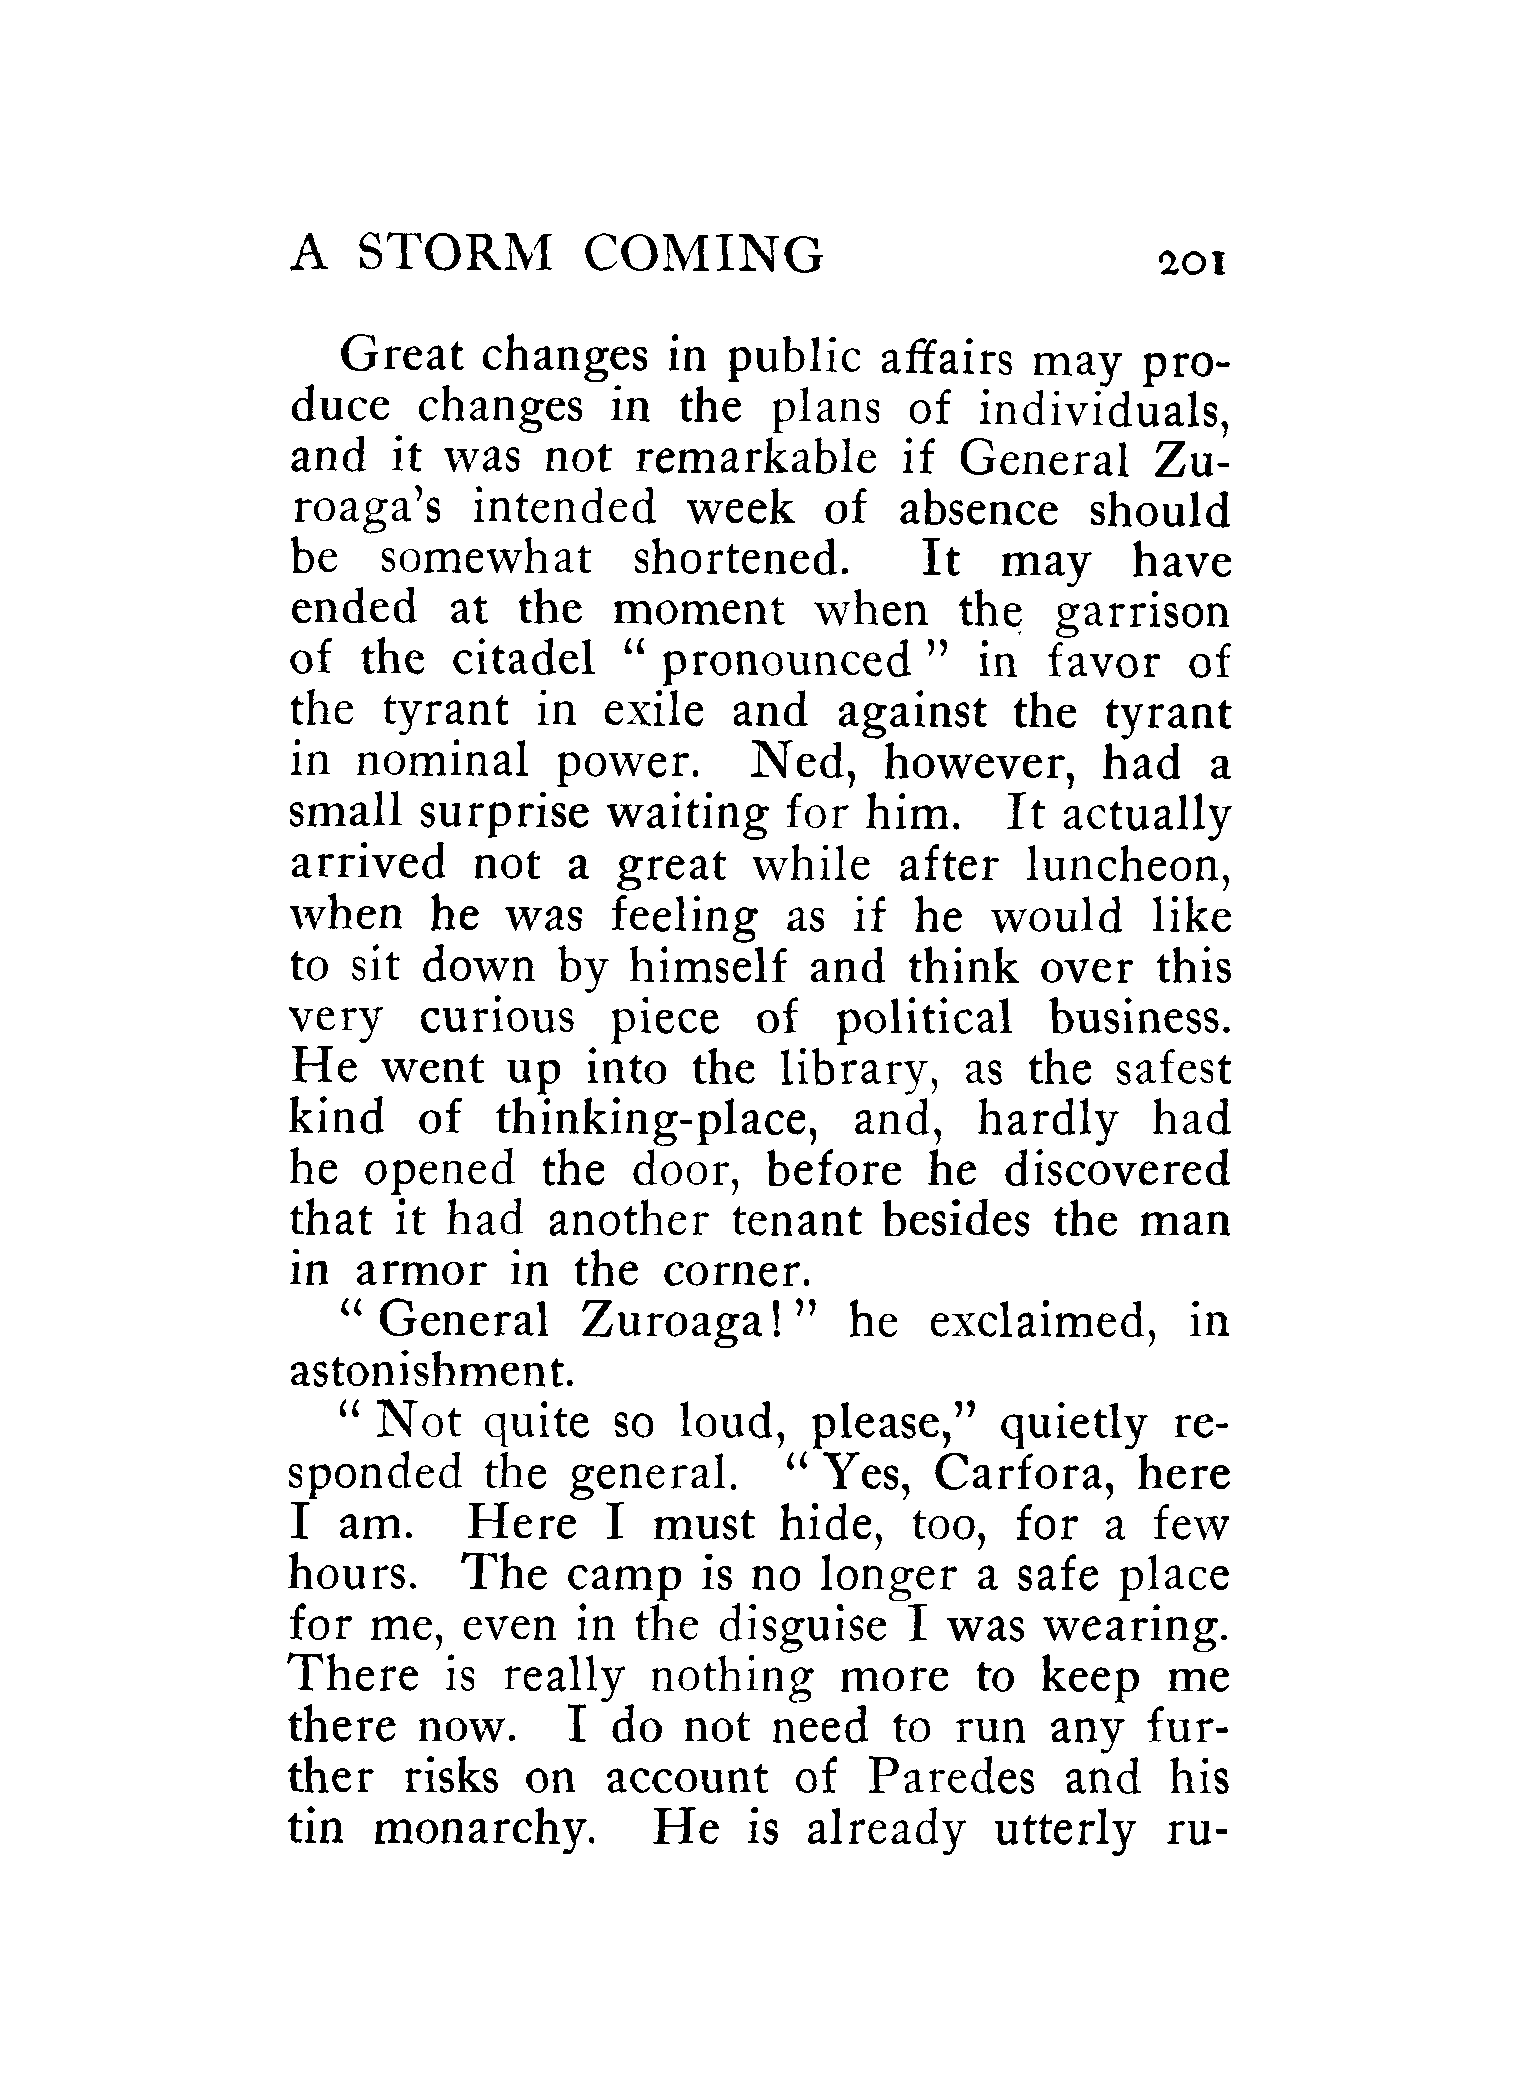 A STORM COMING 201
Great changes in public affairs may pro-
duce changes in the plans of individuals,
and it was not remarkable if General Zu-
roaga's intended week of absence should
be somewhat shortened. It may have
ended at the moment when the garrison
of the citadel “ pronounced ” in favor of
the tyrant in exile and against the tyrant
in nominal power. Ned, however, had a
small surprise waiting for him. It actually
arrived not a great while after luncheon,
when he was feeling as if he would like
to sit down by himself and think over this
very curious piece of political business.
He went up into the library, as the safest
kind of thinking-place, and, hardly had
he opened the door, before he discovered
that it had another tenant besides the man
in armor in the corner.
“ General Zuroaga! ” he exclaimed, in
astonishment.
“ Not quite so loud, please,” quietly re-
sponded the general. “ Yes, Carfora, here
I am. Here I must hide, too, for a few
hours. The camp is no longer a safe place
for me, even in the disguise I was wearing.
There is really nothing more to keep me
there now. I do not need to run any fur-
ther risks on account of Paredes and his
tin monarchy. He is already utterly ru-